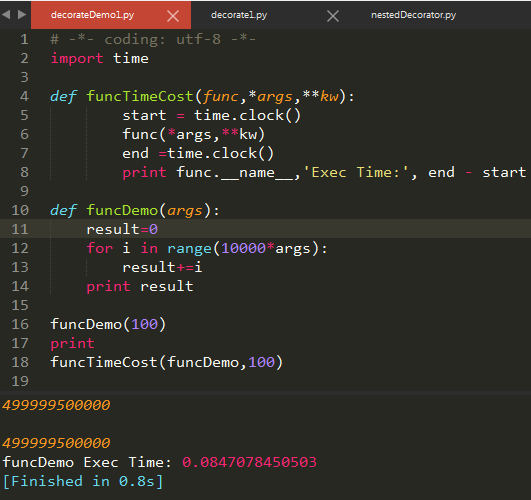 decorateDemo1.py decorate1.py nestedDecorator.py
1 # -*- coding: utf-8 -*-
2 import time
3
4 def funcTimeCost(func,*args,**kw):
5 start = time.clock()
6 func(*args,**kw)
7 end =time.clock()
8 print func.__name__,'Exec Time:', end - start
9
10 def funcDemo(args):
11 result=0
12 for i in range(10000*args):
13 result+=i
14 print result
15
16 funcDemo(100)
17 print
18 funcTimeCost(funcDemo,100)
19
499999500000
499999500000
funcDemo Exec Time: 0.0847078450503
[Finished in 0.8s]